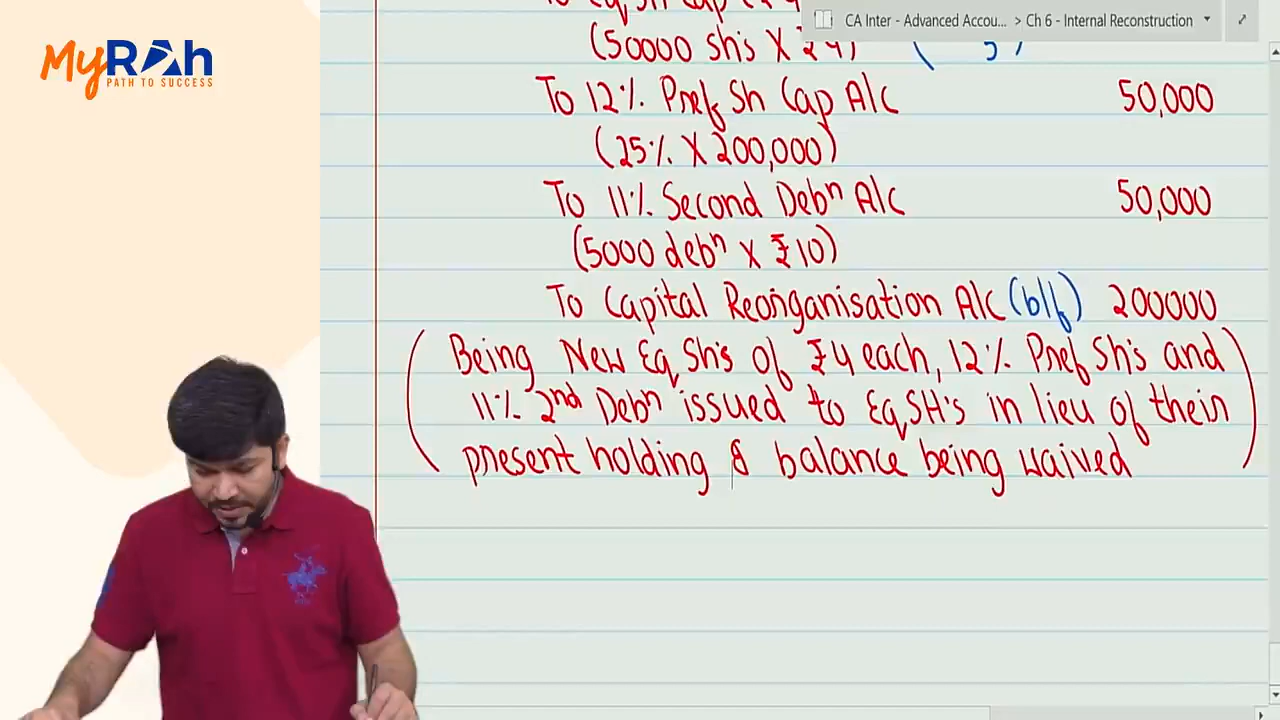 MyRAh
PATH TO SUCCESS
CA Inter - Advanced Accou... > Ch 6 - Internal Reconstruction
(50000 sh's X ₹4)
To 12% Pref Sh Cap A/c 50,000
(25% X 200,000)
To 11% Second Debⁿ A/c 50,000
(5000 debⁿ X ₹10)
To Capital Reorganisation A/c (b/f) 200000
(Being New Eq Sh's of ₹4 each, 12% Pref Sh's and
11% 2nd Debⁿ issued to Eq SH's in lieu of their
present holding & balance being waived)